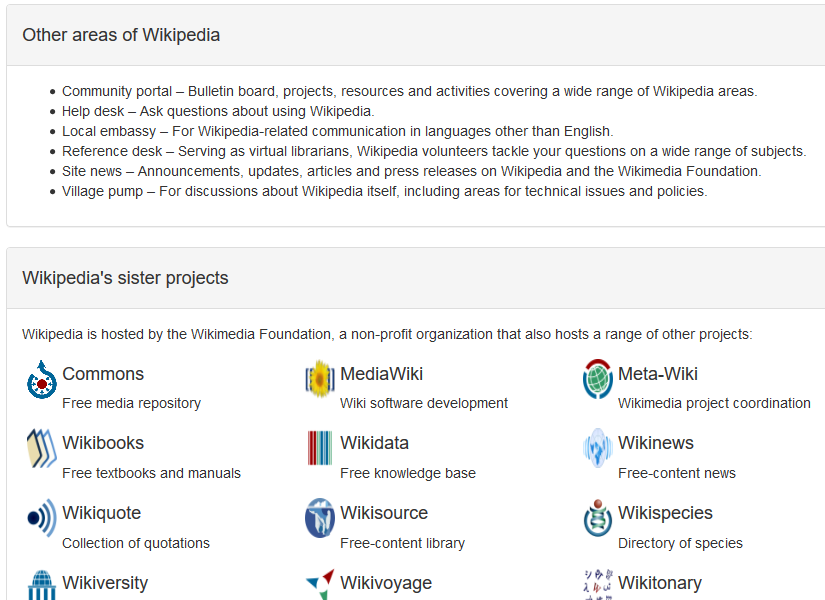 Other areas of Wikipedia
• Community portal – Bulletin board, projects, resources and activities covering a wide range of Wikipedia areas.
• Help desk – Ask questions about using Wikipedia.
• Local embassy – For Wikipedia-related communication in languages other than English.
• Reference desk – Serving as virtual librarians, Wikipedia volunteers tackle your questions on a wide range of subjects.
• Site news – Announcements, updates, articles and press releases on Wikipedia and the Wikimedia Foundation.
• Village pump – For discussions about Wikipedia itself, including areas for technical issues and policies.
Wikipedia's sister projects
Wikipedia is hosted by the Wikimedia Foundation, a non-profit organization that also hosts a range of other projects:
Commons
Free media repository
MediaWiki
Wiki software development
Meta-Wiki
Wikimedia project coordination
Wikibooks
Free textbooks and manuals
Wikidata
Free knowledge base
Wikinews
Free-content news
Wikiquote
Collection of quotations
Wikisource
Free-content library
Wikispecies
Directory of species
Wikiversity
Wikivoyage
Wikitonary